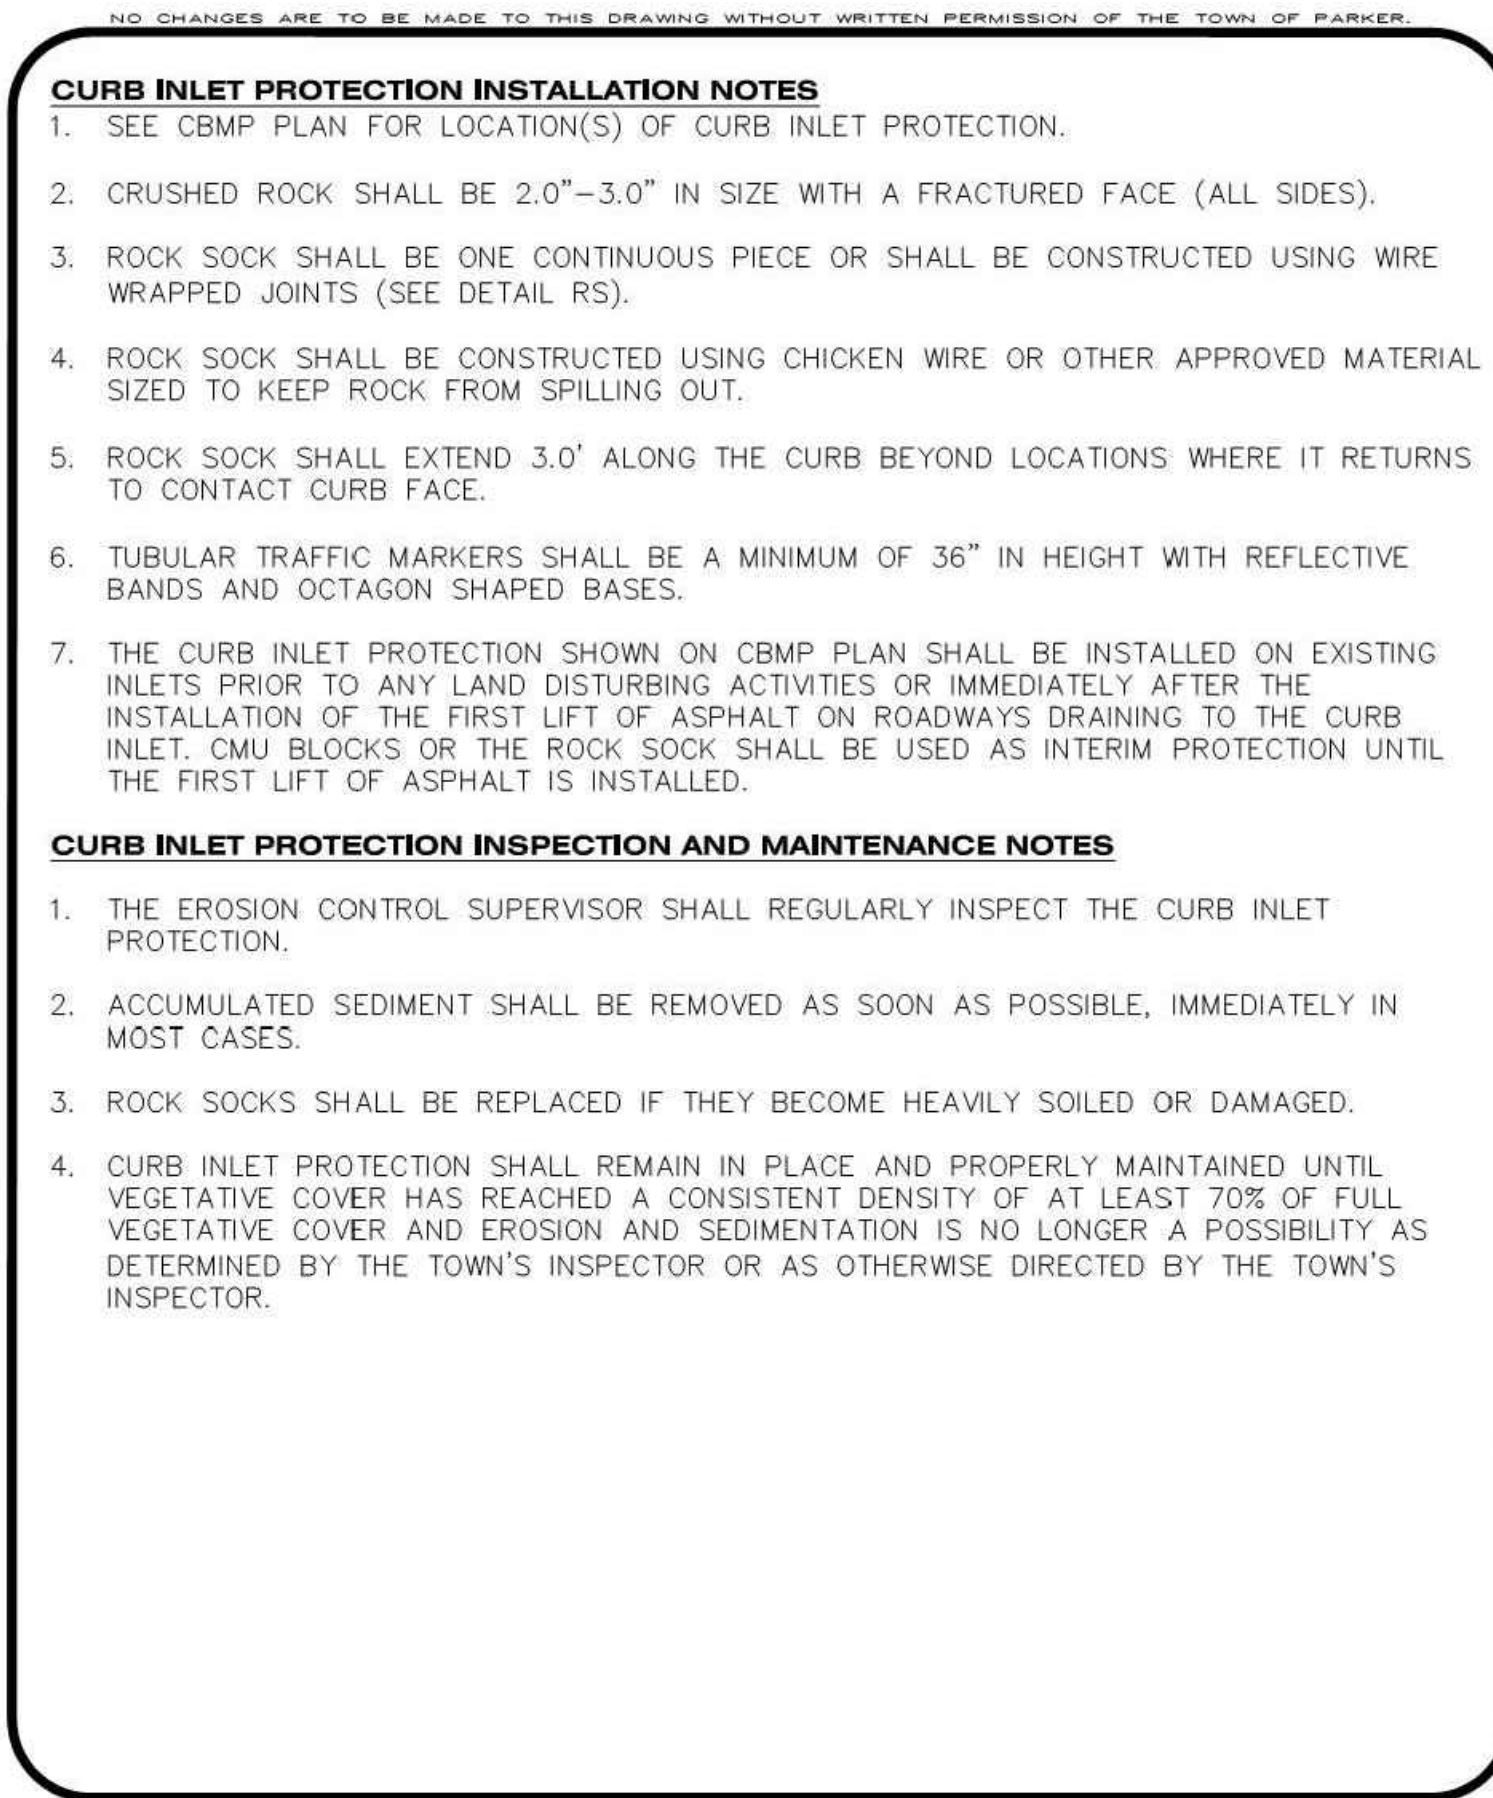 NO CHANGES ARE TO BE MADE TO THIS DRAWING WITHOUT WRITTEN PERMISSION OF THE TOWN OF PARKER.
CURB INLET PROTECTION INSTALLATION NOTES
1. SEE CBMP PLAN FOR LOCATION(S) OF CURB INLET PROTECTION.
2. CRUSHED ROCK SHALL BE 2.0"–3.0" IN SIZE WITH A FRACTURED FACE (ALL SIDES).
3. ROCK SOCK SHALL BE ONE CONTINUOUS PIECE OR SHALL BE CONSTRUCTED USING WIRE
WRAPPED JOINTS (SEE DETAIL RS).
4. ROCK SOCK SHALL BE CONSTRUCTED USING CHICKEN WIRE OR OTHER APPROVED MATERIAL
SIZED TO KEEP ROCK FROM SPILLING OUT.
5. ROCK SOCK SHALL EXTEND 3.0' ALONG THE CURB BEYOND LOCATIONS WHERE IT RETURNS
TO CONTACT CURB FACE.
6. TUBULAR TRAFFIC MARKERS SHALL BE A MINIMUM OF 36" IN HEIGHT WITH REFLECTIVE
BANDS AND OCTAGON SHAPED BASES.
7. THE CURB INLET PROTECTION SHOWN ON CBMP PLAN SHALL BE INSTALLED ON EXISTING
INLETS PRIOR TO ANY LAND DISTURBING ACTIVITIES OR IMMEDIATELY AFTER THE
INSTALLATION OF THE FIRST LIFT OF ASPHALT ON ROADWAYS DRAINING TO THE CURB
INLET. CMU BLOCKS OR THE ROCK SOCK SHALL BE USED AS INTERIM PROTECTION UNTIL
THE FIRST LIFT OF ASPHALT IS INSTALLED.
CURB INLET PROTECTION INSPECTION AND MAINTENANCE NOTES
1. THE EROSION CONTROL SUPERVISOR SHALL REGULARLY INSPECT THE CURB INLET
PROTECTION.
2. ACCUMULATED SEDIMENT SHALL BE REMOVED AS SOON AS POSSIBLE, IMMEDIATELY IN
MOST CASES.
3. ROCK SOCKS SHALL BE REPLACED IF THEY BECOME HEAVILY SOILED OR DAMAGED.
4. CURB INLET PROTECTION SHALL REMAIN IN PLACE AND PROPERLY MAINTAINED UNTIL
VEGETATIVE COVER HAS REACHED A CONSISTENT DENSITY OF AT LEAST 70% OF FULL
VEGETATIVE COVER AND EROSION AND SEDIMENTATION IS NO LONGER A POSSIBILITY AS
DETERMINED BY THE TOWN'S INSPECTOR OR AS OTHERWISE DIRECTED BY THE TOWN'S
INSPECTOR.